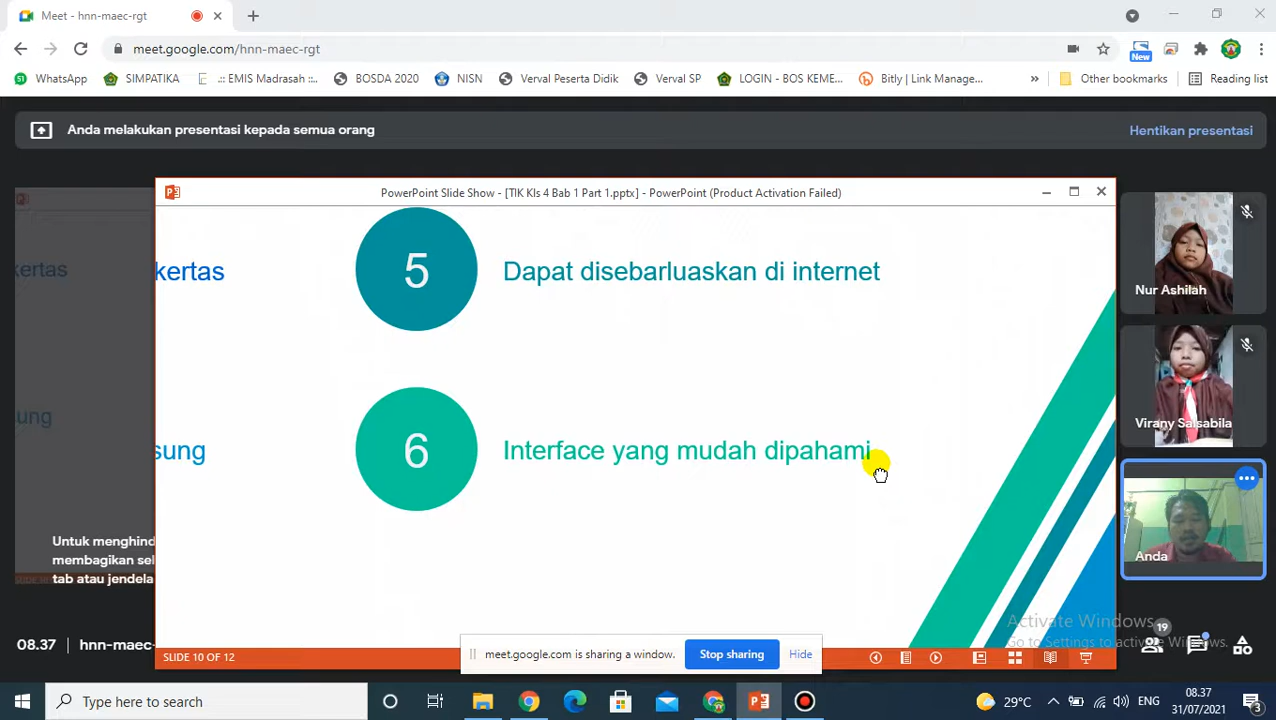 Meet - hnn-maec-rgt
meet.google.com/hnn-maec-rgt
New
WhatsApp
SIMPATIKA
.:: EMIS Madrasah ::..
BOSDA 2020
NISN
Verval Peserta Didik
Verval SP
LOGIN - BOS KEME...
Bitly | Link Manage...
»
Other bookmarks
Reading list
Anda melakukan presentasi kepada semua orang
Hentikan presentasi
PowerPoint Slide Show - [TIK Kls 4 Bab 1 Part 1.pptx] - PowerPoint (Product Activation Failed)
kertas
kertas
5
Dapat disebarluaskan di internet
sung
sung
6
Interface yang mudah dipahami
Nur Ashilah
Virany Salsabila
Anda
Untuk menghind
membagikan sel
tab atau jendela
Activate Windows
Go to Settings to activate Windows.
19
08.37
hnn-maec-
SLIDE 10 OF 12
meet.google.com is sharing a window.
Stop sharing
Hide
Type here to search
29°C
ENG
08.37
31/07/2021
3